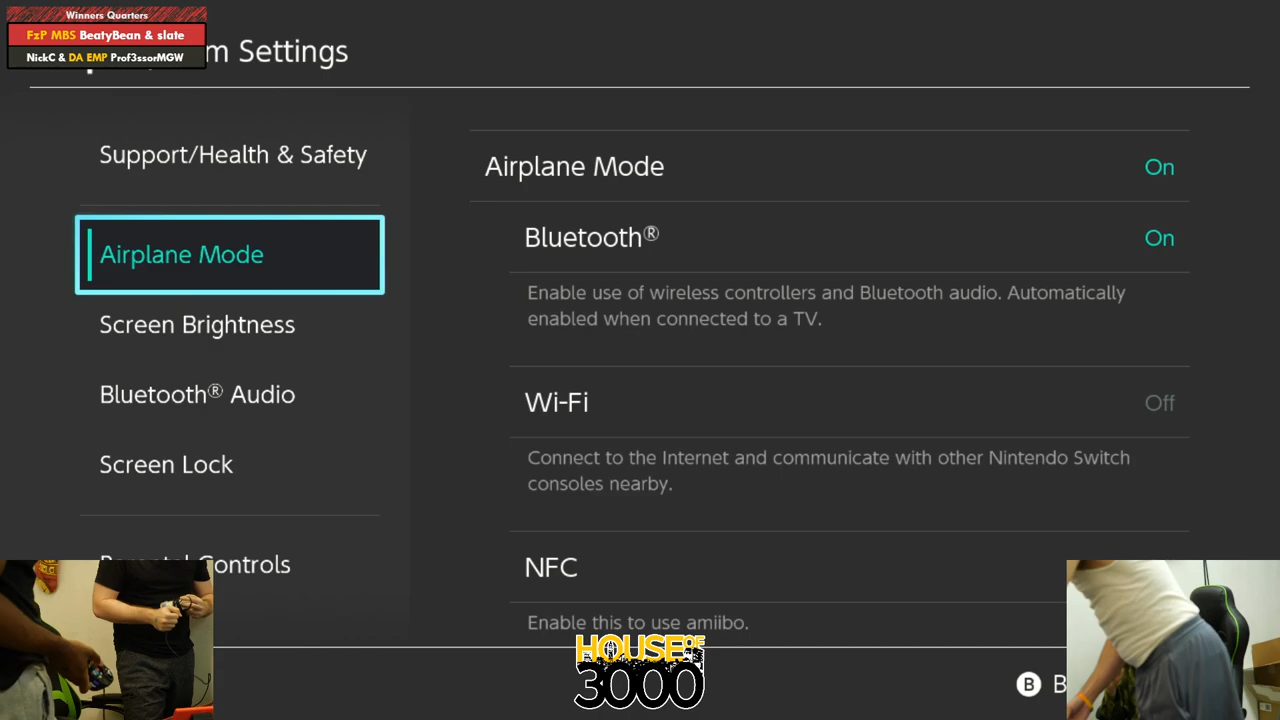 Winners Quarters
FzP MBS BeatyBean & slate
NickC & DA EMP Prof3ssorMGW
m Settings
Support/Health & Safety
Airplane Mode
Screen Brightness
Bluetooth® Audio
Screen Lock
Parental Controls
Airplane Mode On
Bluetooth® On
Enable use of wireless controllers and Bluetooth audio. Automatically
enabled when connected to a TV.
Wi-Fi Off
Connect to the Internet and communicate with other Nintendo Switch
consoles nearby.
NFC
Enable this to use amiibo.
HOUSE OF
3000
B B